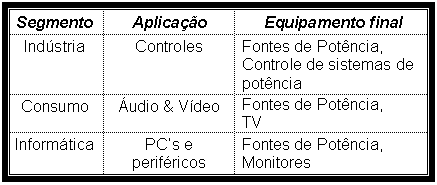 Segmento Aplicação Equipamento final
Indústria Controles Fontes de Potência,
Controle de sistemas de
potência
Consumo Áudio & Vídeo Fontes de Potência,
TV
Informática PC's e
periféricos
Fontes de Potência,
Monitores